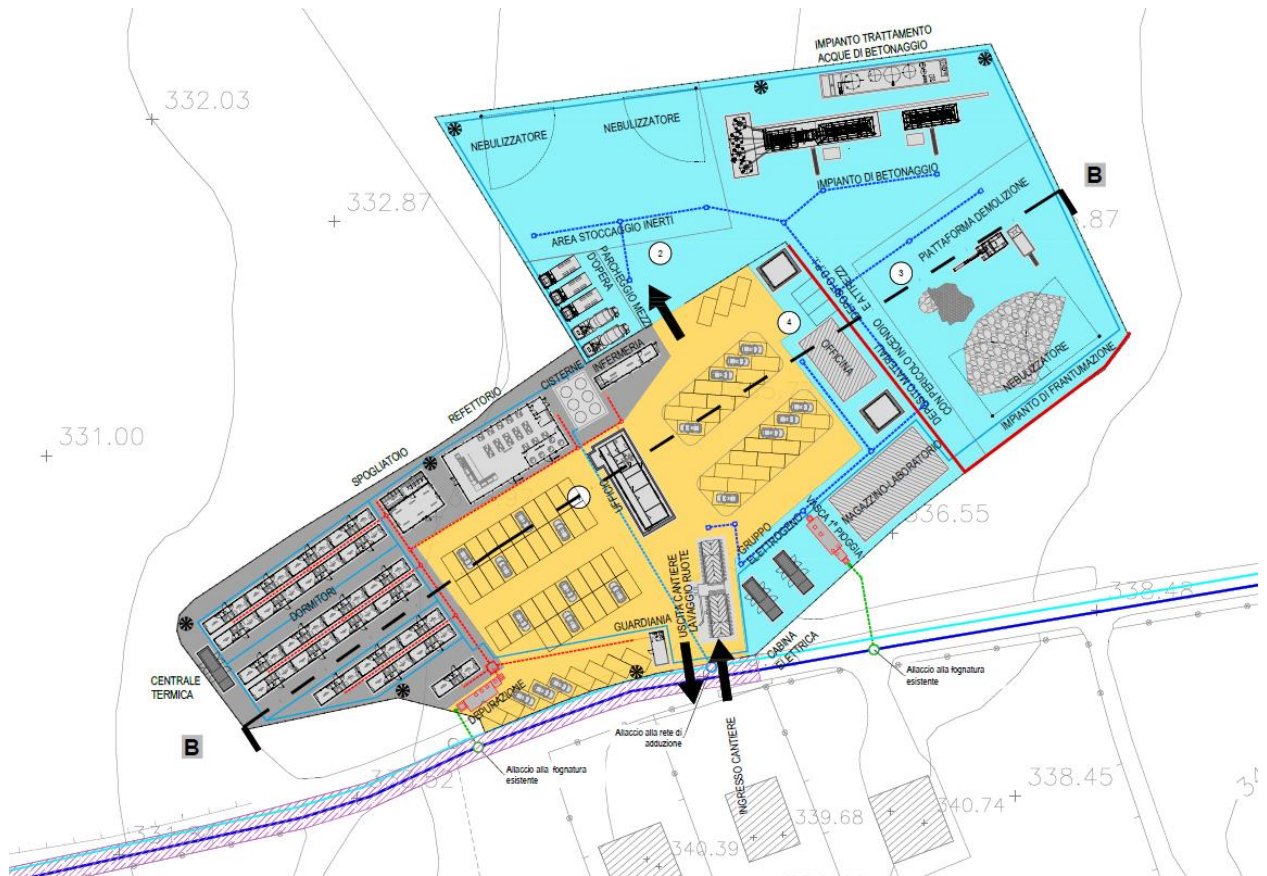 IMPIANTO TRATTAMENTO
ACQUE DI BETONAGGIO
332.03
NEBULIZZATORE
NEBULIZZATORE
IMPIANTO DI BETONAGGIO
B
332.87
PIATTAFORMA DEMOLIZIONE
AREA STOCCAGGIO INERTI
2
3
PARCHEGGIO MEZZI
D'OPERA
4
DEPOSITO MATERIALI
CON PERICOLO INCENDIO
E ATTREZZI
OFFICINA
NEBULIZZATORE
IMPIANTO DI FRANTUMAZIONE
INFERMERIA
CISTERNE
REFETTORIO
331.00
SPOGLIATOIO
UFFICIO
MAGAZZINO-LABORATORIO
336.55
VASCA 1ª PIOGGIA
GRUPPO
ELETTROGENO
DORMITORI
USCITA CANTIERE
LAVAGGIO RUOTE
GUARDIANIA
338.48
CABINA
ELETTRICA
Allaccio alla fognatura
esistente
CENTRALE
TERMICA
DEPURAZIONE
B
Allaccio alla rete di
adduzione
INGRESSO CANTIERE
Allaccio alla fognatura
esistente
338.45
340.74
339.68
340.39